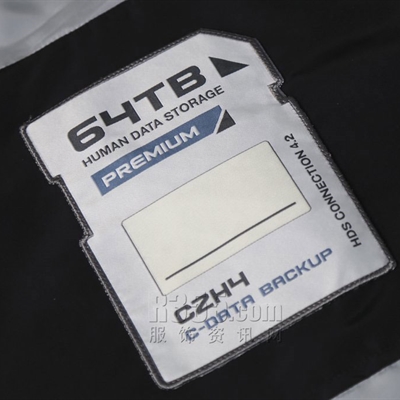 64TB
HUMAN DATA STORAGE
PREMIUM
HDS CONNECTION 4.2
CZH4
C-DATA BACKUP
服饰资讯网